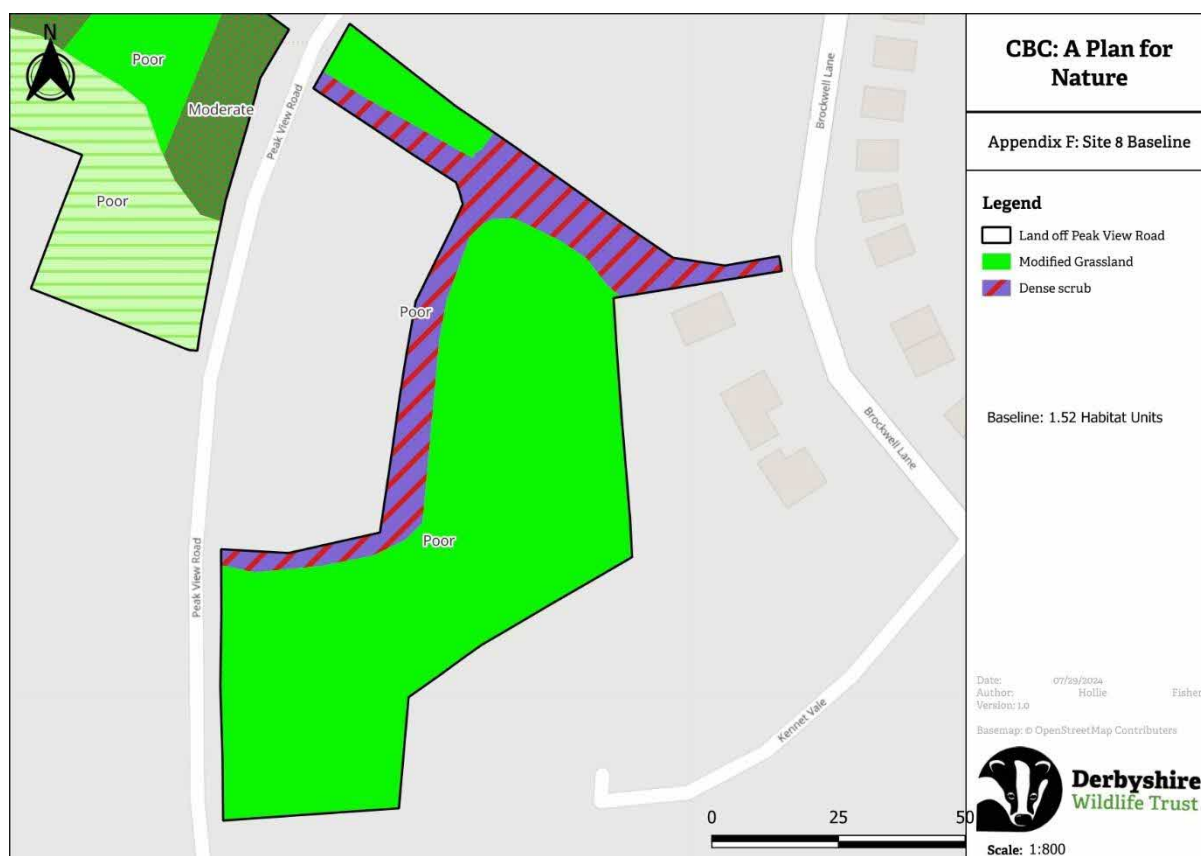 N
Poor
Moderate
Poor
Peak View Road
Brockwell Lane
Poor
Poor
Brockwell Lane
Peak View Road
Kennet Vale
0 25 50
CBC: A Plan for
Nature
Appendix F: Site 8 Baseline
Legend
Land off Peak View Road
Modified Grassland
Dense scrub
Baseline: 1.52 Habitat Units
Date: 07/29/2024
Author: Hollie Fisher
Version: 1.0
Basemap: © OpenStreetMap Contributers
Derbyshire
Wildlife Trust
Scale: 1:800